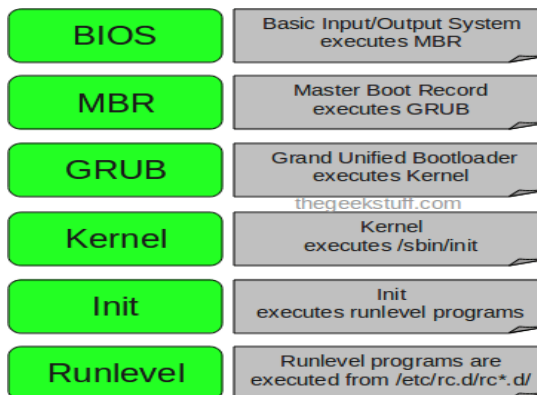 BIOS
Basic Input/Output System
executes MBR
MBR
Master Boot Record
executes GRUB
GRUB
Grand Unified Bootloader
executes Kernel
thegeekstuff.com
Kernel
Kernel
executes /sbin/init
Init
Init
executes runlevel programs
Runlevel
Runlevel programs are
executed from /etc/rc.d/rc*.d/